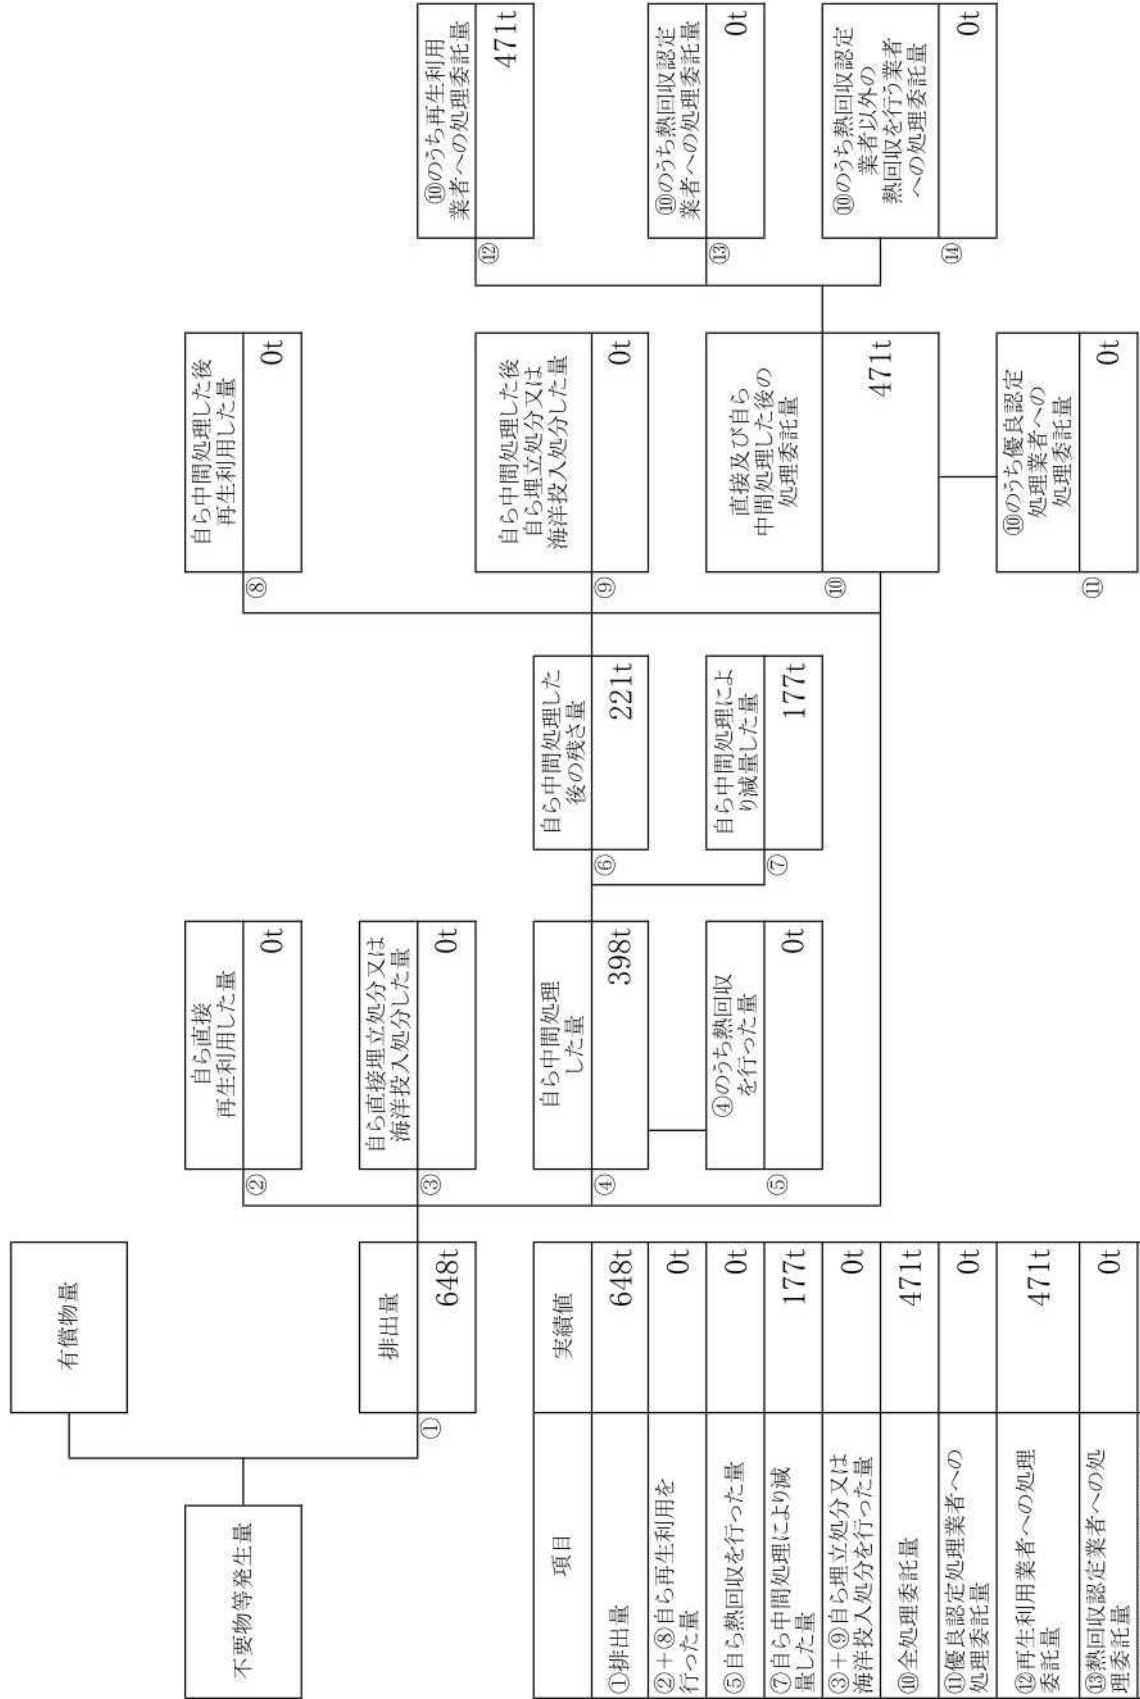 不要物等発生量
有償物量
①
排出量
648t
②
自ら直接
再生利用した量
0t
③
自ら直接埋立処分又は
海洋投入処分した量
0t
④
自ら中間処理
した量
398t
⑤
④のうち熱回収
を行った量
0t
⑥
自ら中間処理した
後の残さ量
221t
⑦
自ら中間処理によ
り減量した量
177t
⑧
自ら中間処理した後
再生利用した量
0t
⑨
自ら中間処理した後
自ら埋立処分又は
海洋投入処分した量
0t
⑩
直接及び自ら
中間処理した後の
処理委託量
471t
⑪
⑩のうち優良認定
処理業者への
処理委託量
0t
⑫
⑩のうち再生利用
業者への処理委託量
471t
⑬
⑩のうち熱回収認定
業者への処理委託量
0t
⑭
⑩のうち熱回収認定
業者以外の
熱回収を行う業者
への処理委託量
0t
項目
実績値
①排出量
648t
②+⑧自ら再生利用を
行った量
0t
⑤自ら熱回収を行った量
0t
⑦自ら中間処理により減
量した量
177t
③+⑨自ら埋立処分又は
海洋投入処分を行った量
0t
⑩全処理委託量
471t
⑪優良認定処理業者への
処理委託量
0t
⑫再生利用業者への処理
委託量
471t
⑬熱回収認定業者への処
理委託量
0t